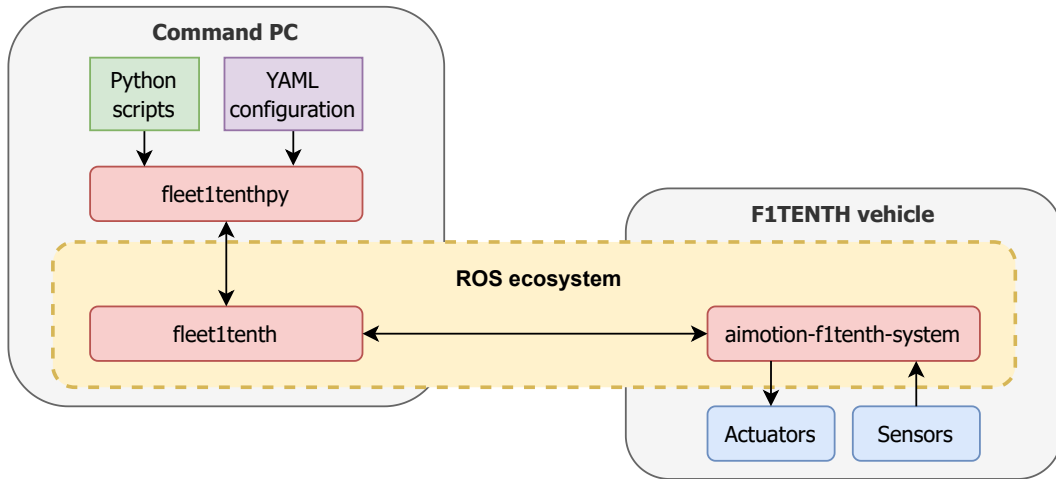 Command PC
Python
scripts
YAML
configuration
fleet1tenthpy
F1TENTH vehicle
ROS ecosystem
fleet1tenth
aimotion-f1tenth-system
Actuators
Sensors